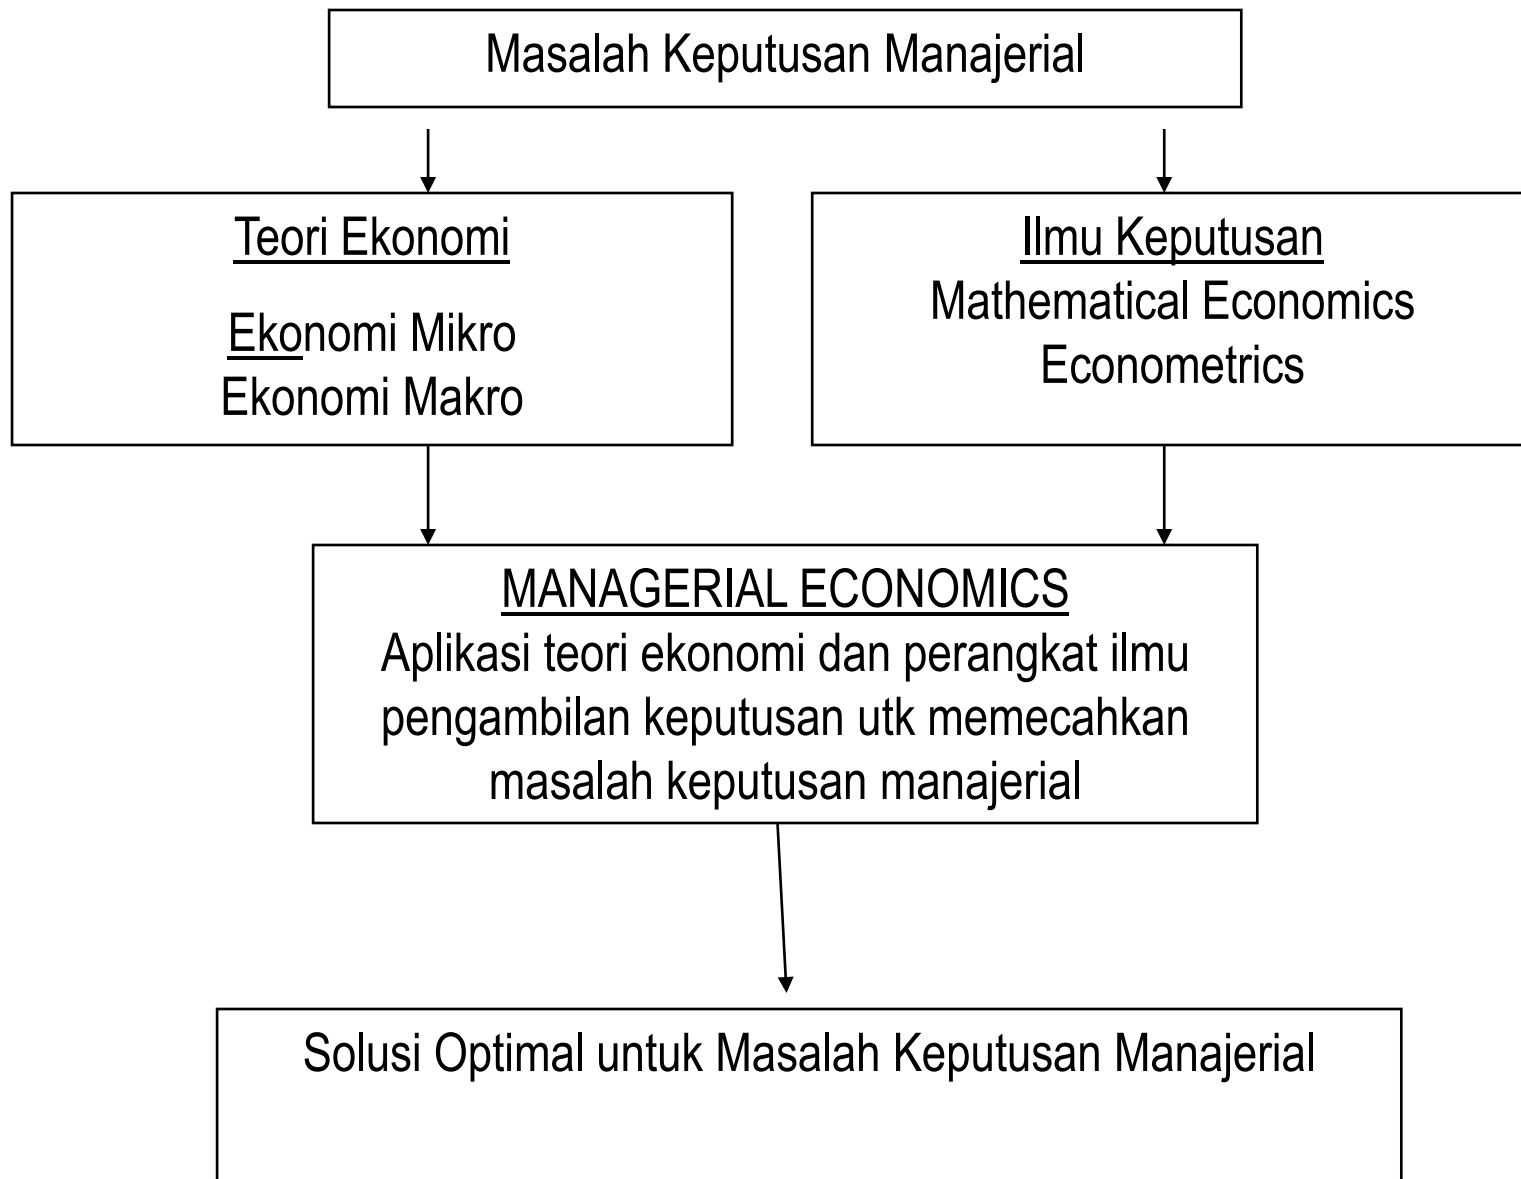 Masalah Keputusan Manajerial
Teori Ekonomi
Ekonomi Mikro
Ekonomi Makro
Ilmu Keputusan
Mathematical Economics
Econometrics
MANAGERIAL ECONOMICS
Aplikasi teori ekonomi dan perangkat ilmu
pengambilan keputusan utk memecahkan
masalah keputusan manajerial
Solusi Optimal untuk Masalah Keputusan Manajerial